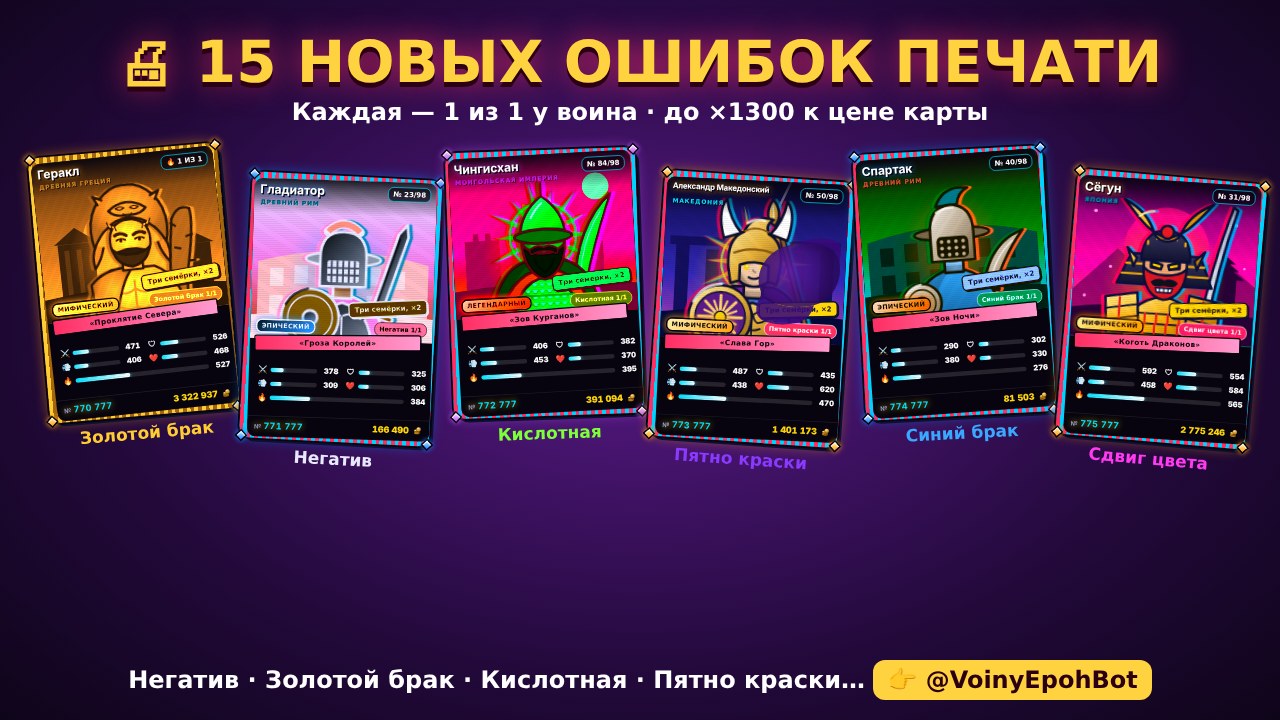 15 НОВЫХ ОШИБОК ПЕЧАТИ
Каждая — 1 из 1 у воина · до ×1300 к цене карты
Геракл
🔥 1 ИЗ 1
ДРЕВНЯЯ ГРЕЦИЯ
Три семёрки, ×2
МИФИЧЕСКИЙ
Золотой брак 1/1
«Проклятие Севера»
471 526
406 468
527
№ 770 777
3 322 937
Золотой брак
Гладиатор
№ 23/98
ДРЕВНИЙ РИМ
Три семёрки, ×2
ЭПИЧЕСКИЙ
Негатив 1/1
«Гроза Королей»
378 325
309 306
384
№ 771 777
166 490
Негатив
Чингисхан
№ 84/98
МОНГОЛЬСКАЯ ИМПЕРИЯ
Три семёрки, ×2
ЛЕГЕНДАРНЫЙ
Кислотная 1/1
«Зов Курганов»
406 382
453 370
395
№ 772 777
391 094
Кислотная
Александр Македонский
№ 50/98
МАКЕДОНИЯ
Три семёрки, ×2
МИФИЧЕСКИЙ
Пятно краски 1/1
«Слава Гор»
487 435
438 620
470
№ 773 777
1 401 173
Пятно краски
Спартак
№ 40/98
ДРЕВНИЙ РИМ
Три семёрки, ×2
ЭПИЧЕСКИЙ
Синий брак 1/1
«Зов Ночи»
290 302
380 330
276
№ 774 777
81 503
Синий брак
Сёгун
№ 31/98
ЯПОНИЯ
Три семёрки, ×2
МИФИЧЕСКИЙ
Сдвиг цвета 1/1
«Коготь Драконов»
592 554
458 584
565
№ 775 777
2 775 246
Сдвиг цвета
Негатив · Золотой брак · Кислотная · Пятно краски… 👉 @VoinyEpohBot